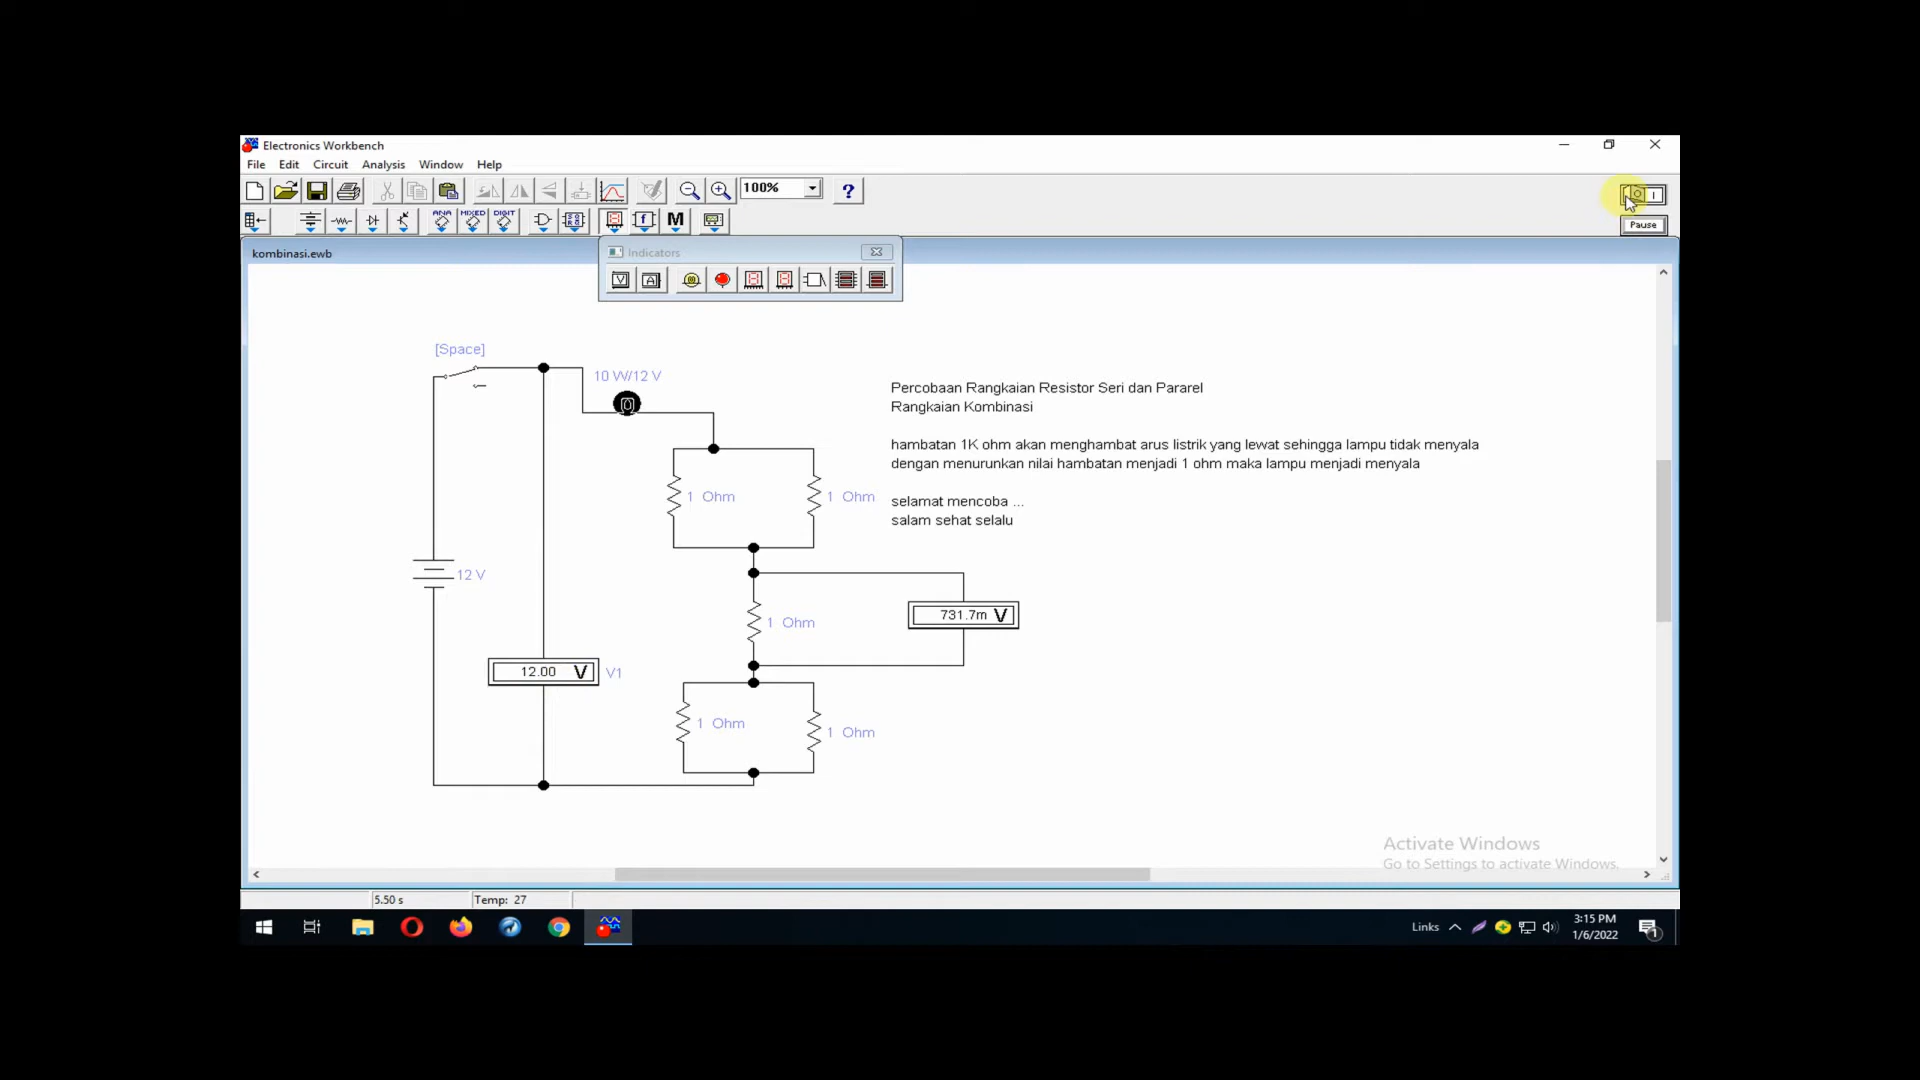 Electronics Workbench
File Edit Circuit Analysis Window Help
100%
?
ANA MIXED DIGIT
f M
Pause
kombinasi.ewb
Indicators
V A
[Space]
10 W/12 V
Percobaan Rangkaian Resistor Seri dan Pararel
Rangkaian Kombinasi
hambatan 1K ohm akan menghambat arus listrik yang lewat sehingga lampu tidak menyala
dengan menurunkan nilai hambatan menjadi 1 ohm maka lampu menjadi menyala
1 Ohm
1 Ohm
selamat mencoba ...
salam sehat selalu
12 V
731.7m V
1 Ohm
12.00 V
V1
1 Ohm
1 Ohm
Activate Windows
Go to Settings to activate Windows.
5.50 s
Temp: 27
Links
3:15 PM
1/6/2022
1